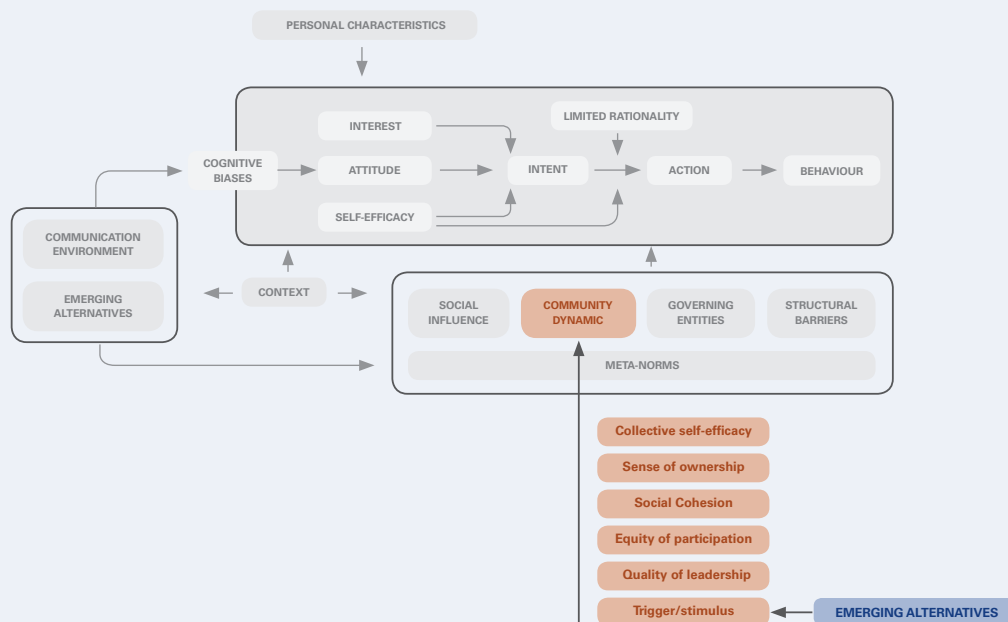 PERSONAL CHARACTERISTICS
INTEREST
LIMITED RATIONALITY
COGNITIVE
BIASES
ATTITUDE
INTENT
ACTION
BEHAVIOUR
SELF-EFFICACY
COMMUNICATION
ENVIRONMENT
EMERGING
ALTERNATIVES
CONTEXT
SOCIAL
INFLUENCE
COMMUNITY
DYNAMIC
GOVERNING
ENTITIES
STRUCTURAL
BARRIERS
META-NORMS
Collective self-efficacy
Sense of ownership
Social Cohesion
Equity of participation
Quality of leadership
Trigger/stimulus
EMERGING ALTERNATIVES